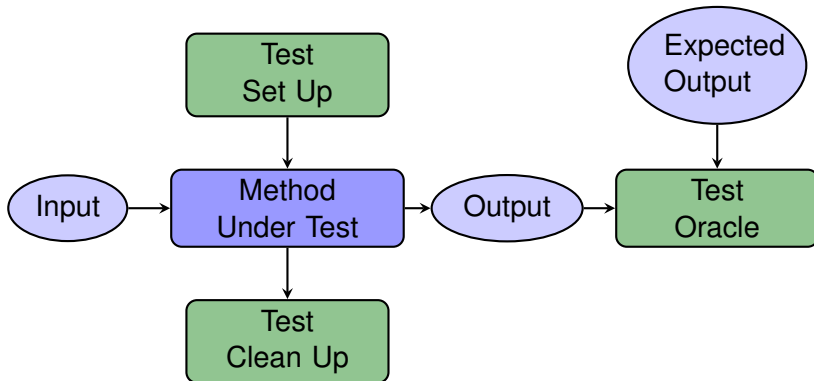 Test
Set Up
Expected
Output
Input
Method
Under Test
Output
Test
Oracle
Test
Clean Up